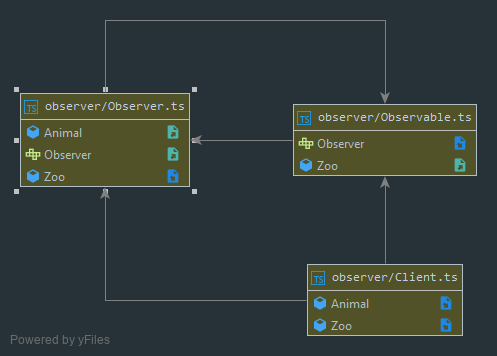 TS observer/Observer.ts
Animal
Observer
Zoo
TS observer/Observable.ts
Observer
Zoo
TS observer/Client.ts
Animal
Zoo
Powered by yFiles